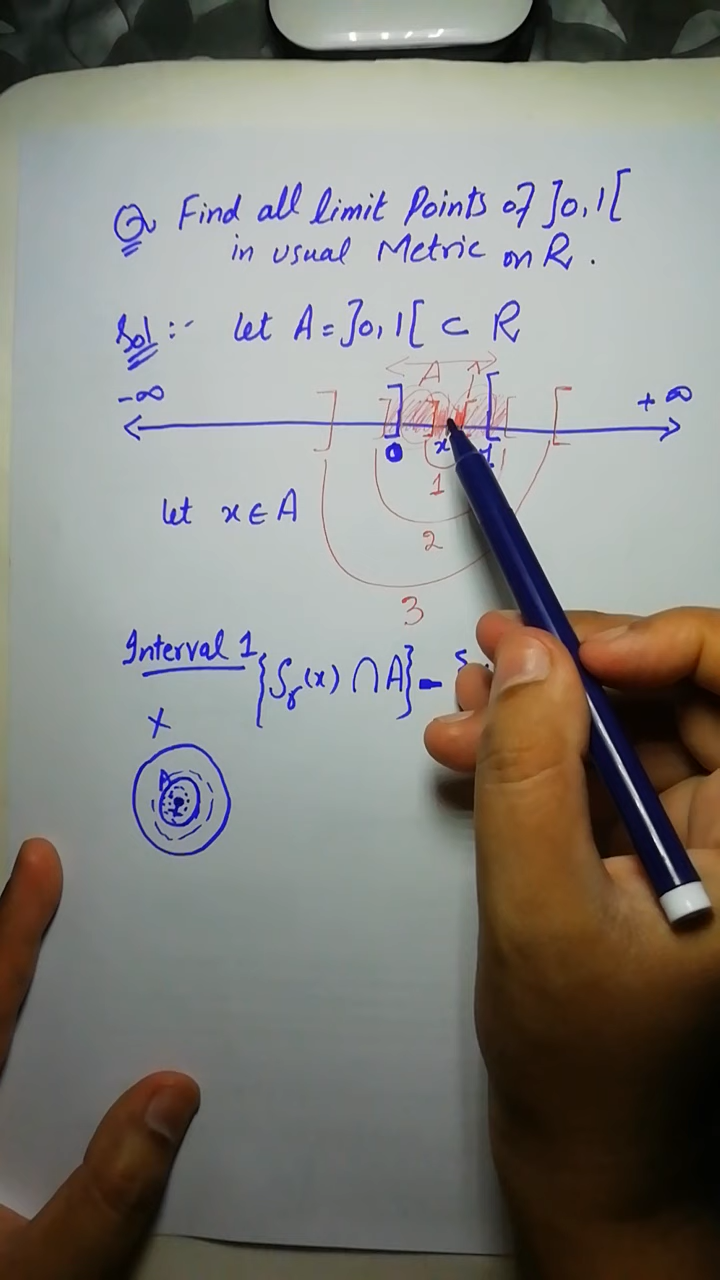 Q Find all limit Points of ]0,1[
in usual Metric on R.
Sol:- let A = ]0,1[ ⊂ R
A
-∞ ] ] ] ] [ [ [ [ +∞
0 x 1
1
let x ∈ A
2
3
Interval 1 {Sr(x) ∩ A} - S
X
A